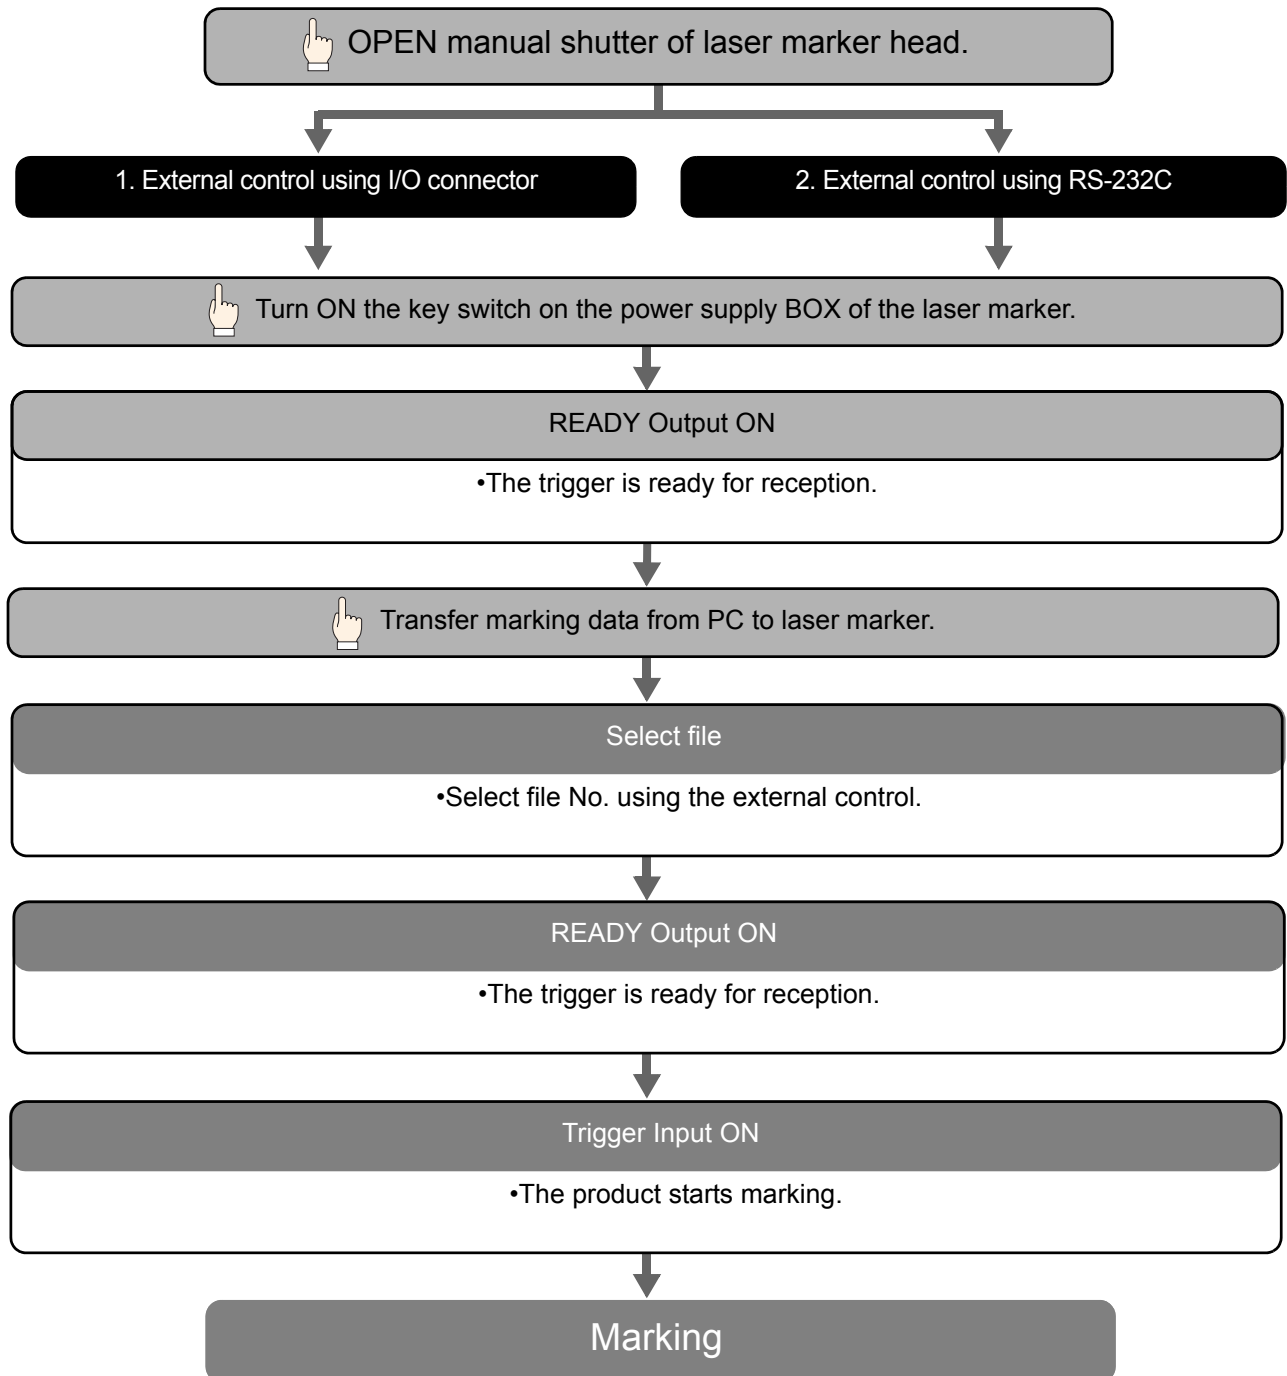 OPEN manual shutter of laser marker head.
1. External control using I/O connector
2. External control using RS-232C
Turn ON the key switch on the power supply BOX of the laser marker.
READY Output ON
•The trigger is ready for reception.
Transfer marking data from PC to laser marker.
Select file
•Select file No. using the external control.
READY Output ON
•The trigger is ready for reception.
Trigger Input ON
•The product starts marking.
Marking